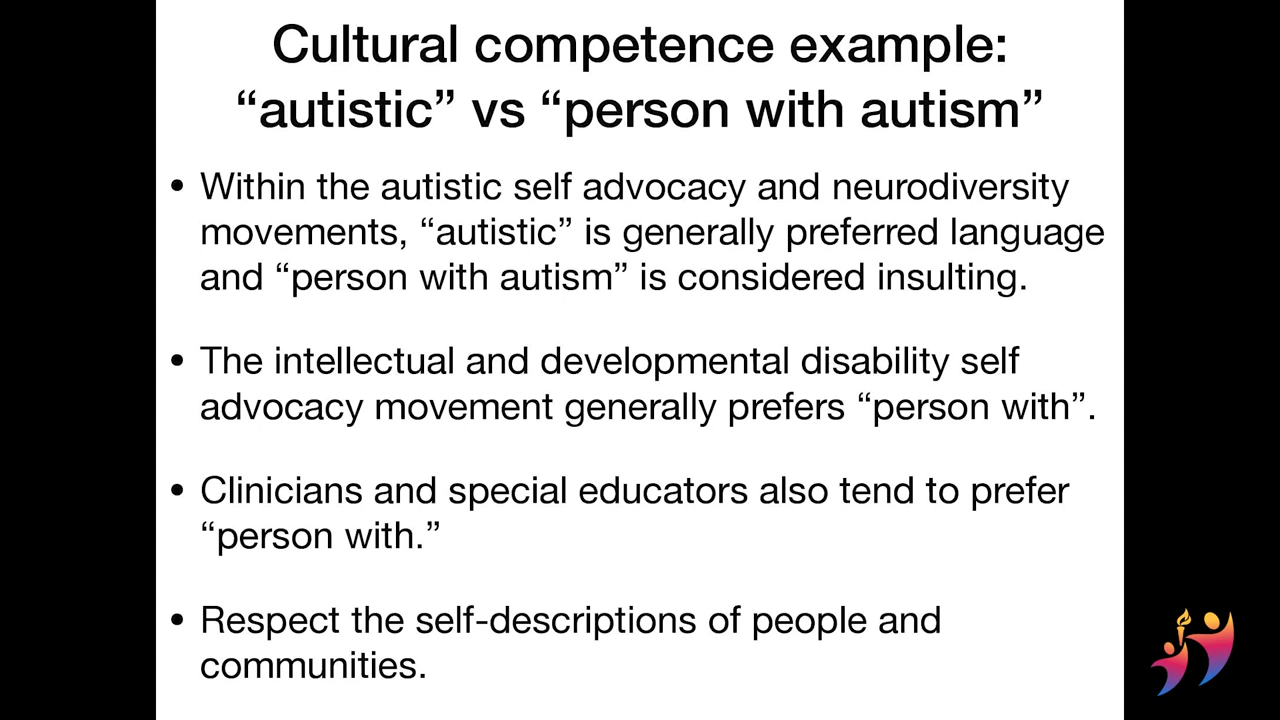 Cultural competence example:
“autistic” vs “person with autism”
• Within the autistic self advocacy and neurodiversity
movements, “autistic” is generally preferred language
and “person with autism” is considered insulting.
• The intellectual and developmental disability self
advocacy movement generally prefers “person with”.
• Clinicians and special educators also tend to prefer
“person with.”
• Respect the self-descriptions of people and
communities.